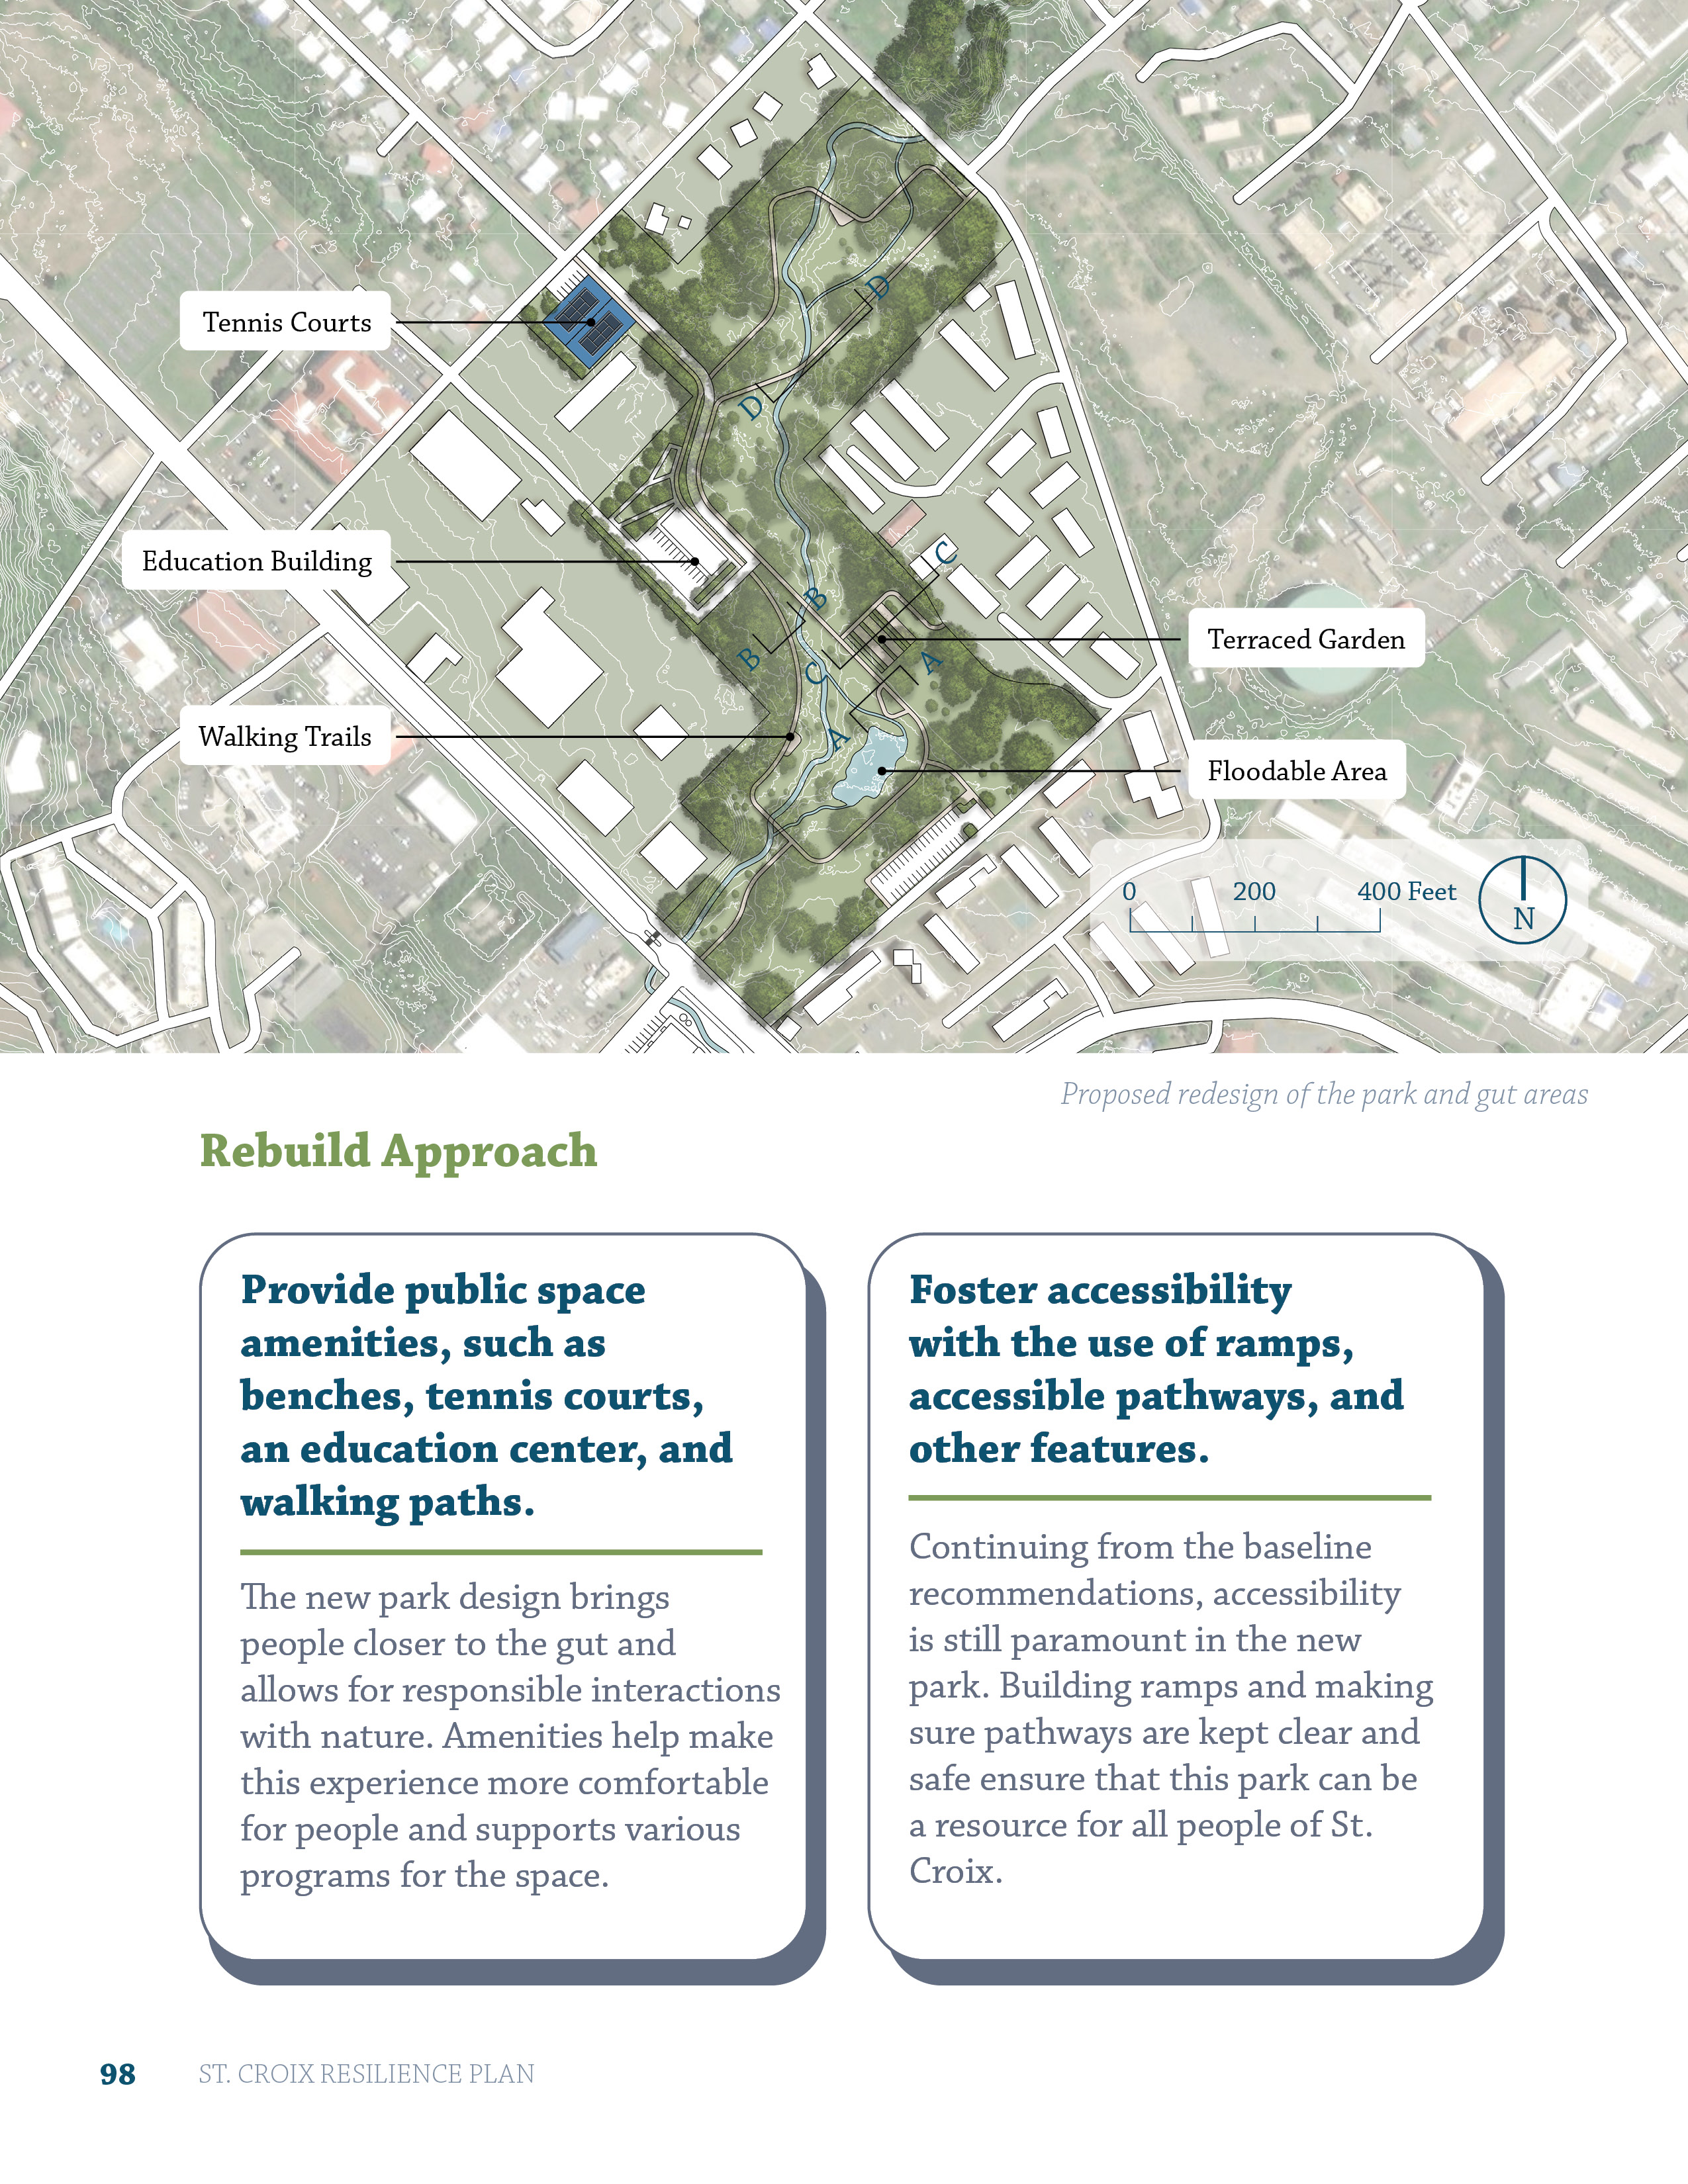 Tennis Courts
Education Building
Walking Trails
Terraced Garden
Floodable Area
D
D
C
B
B
C
A
A
0 200 400 Feet
N
Proposed redesign of the park and gut areas
Rebuild Approach
Provide public space
amenities, such as
benches, tennis courts,
an education center, and
walking paths.
The new park design brings
people closer to the gut and
allows for responsible interactions
with nature. Amenities help make
this experience more comfortable
for people and supports various
programs for the space.
Foster accessibility
with the use of ramps,
accessible pathways, and
other features.
Continuing from the baseline
recommendations, accessibility
is still paramount in the new
park. Building ramps and making
sure pathways are kept clear and
safe ensure that this park can be
a resource for all people of St.
Croix.
98 ST. CROIX RESILIENCE PLAN